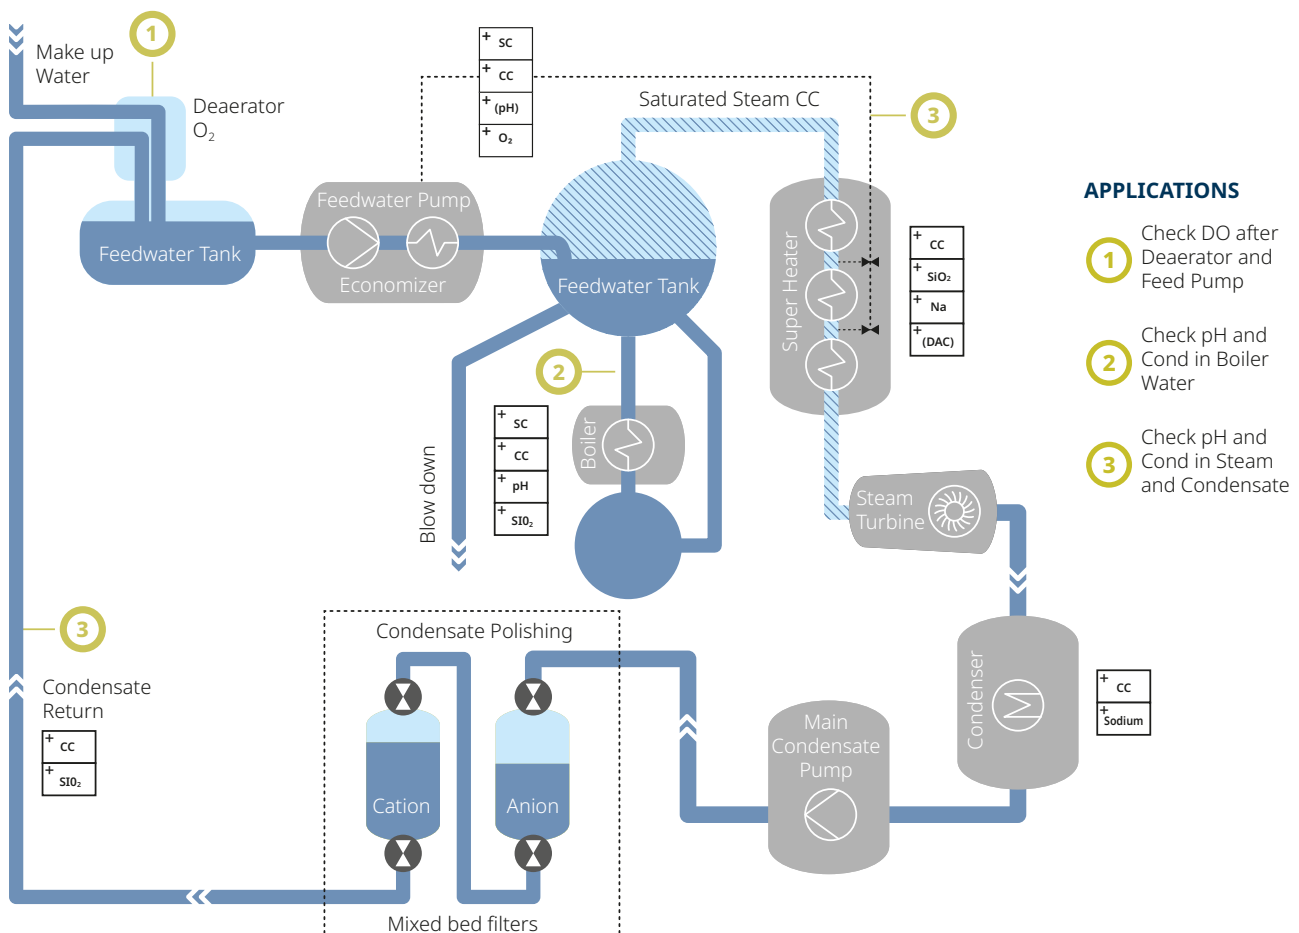 1
Make up
Water
Deaerator
O₂
Feedwater Tank
+ SC
+ CC
+ (pH)
+ O₂
Saturated Steam CC
3
Feedwater Pump
Economizer
Feedwater Tank
Super Heater
+ CC
+ SiO₂
+ Na
+ (DAC)
APPLICATIONS
1
Check DO after
Deaerator and
Feed Pump
2
Check pH and
Cond in Boiler
Water
3
Check pH and
Cond in Steam
and Condensate
2
+ SC
+ CC
+ pH
+ SI0₂
Boiler
Blow down
Steam
Turbine
3
Condensate
Return
+ CC
+ SI0₂
Condensate Polishing
Cation
Anion
Mixed bed filters
Main
Condensate
Pump
Condenser
M
+ CC
+ Sodium